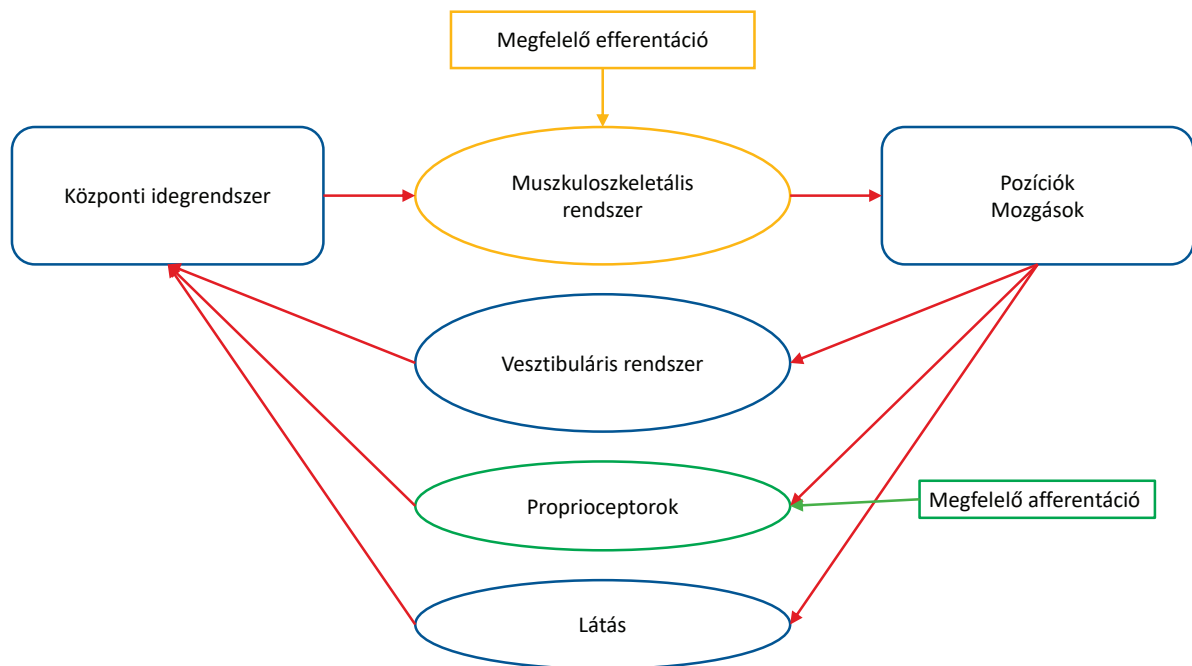 Megfelelő efferentáció
Központi idegrendszer
Muszkuloszkeletális
rendszer
Pozíciók
Mozgások
Vesztibuláris rendszer
Proprioceptorok
Megfelelő afferentáció
Látás